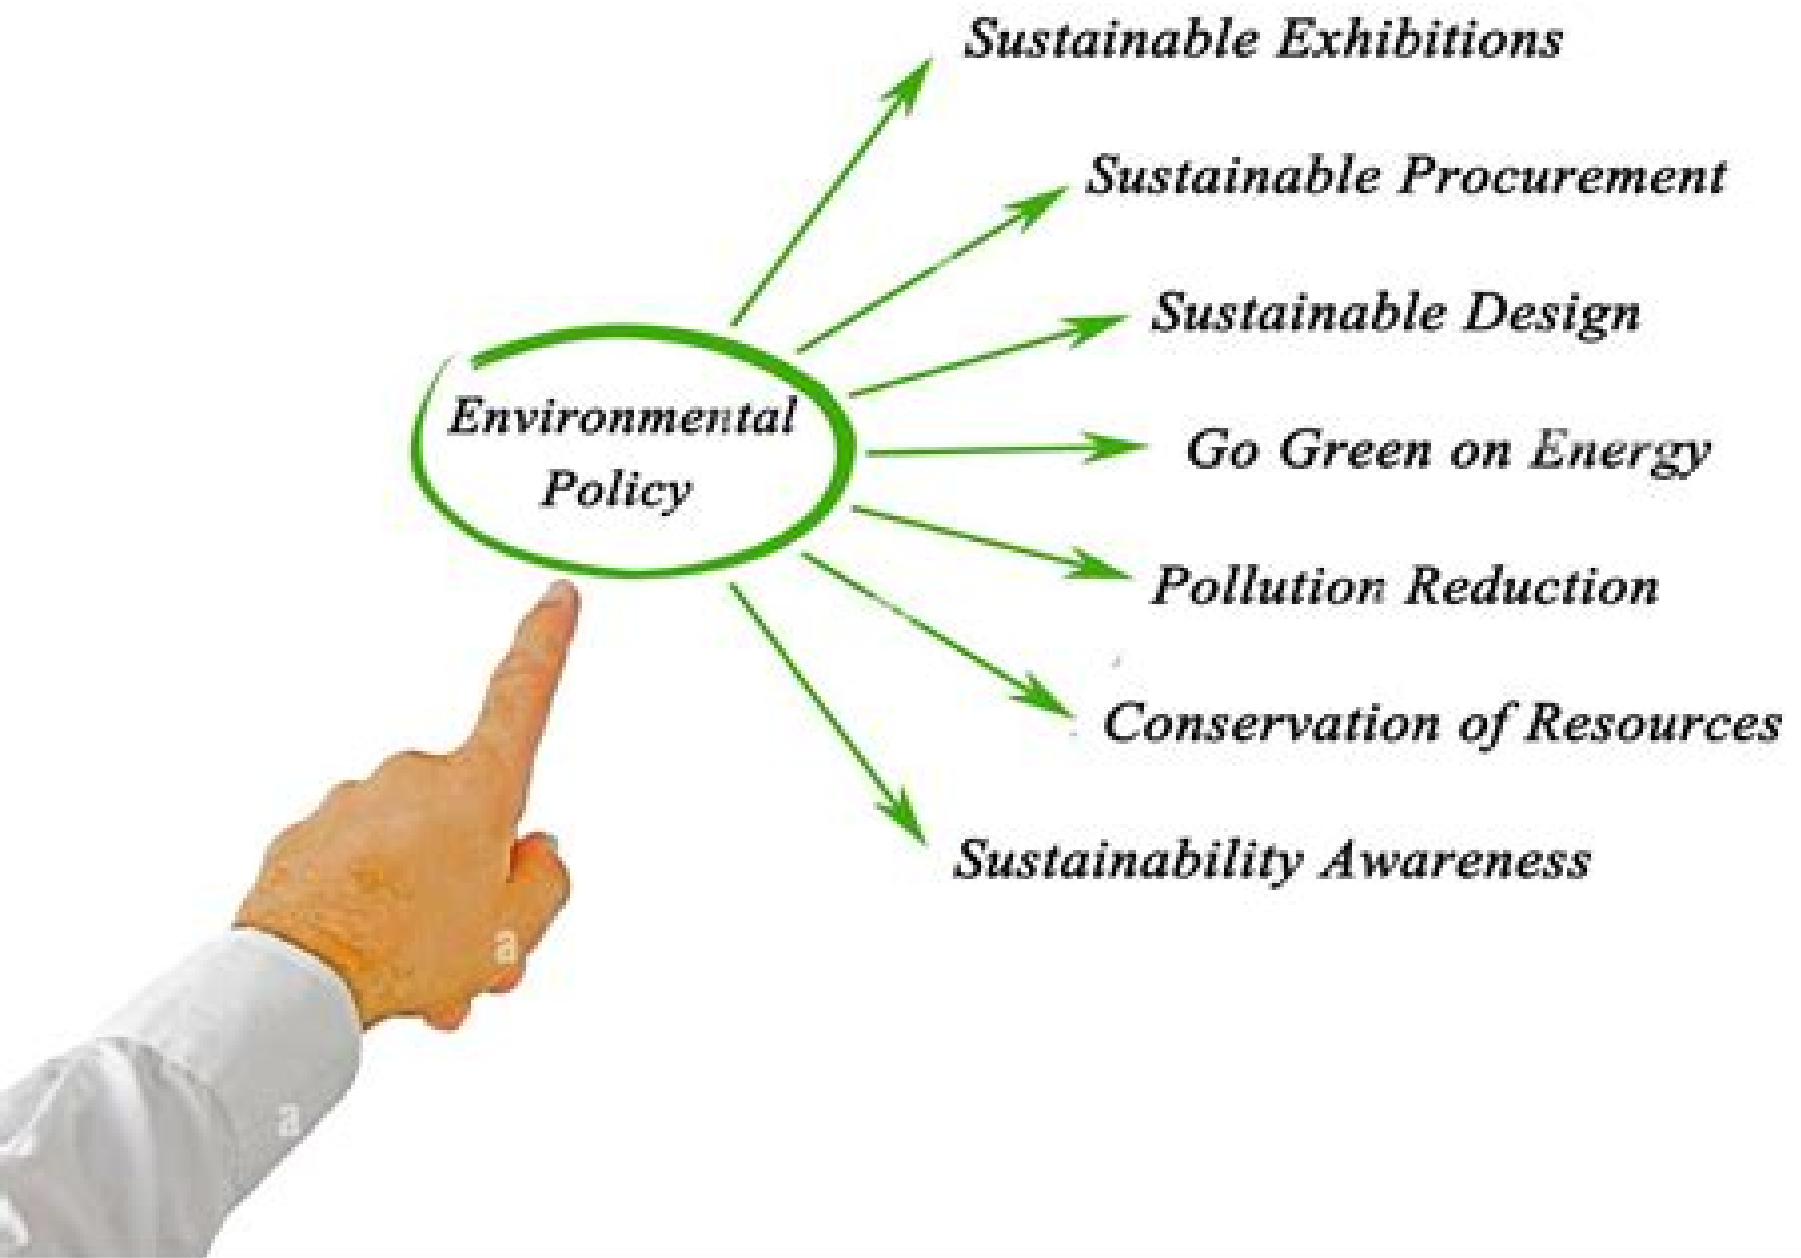 Sustainable Exhibitions
Sustainable Procurement
Sustainable Design
Environmental
Policy
Go Green on Energy
Pollution Reduction
Conservation of Resources
Sustainability Awareness
a
a